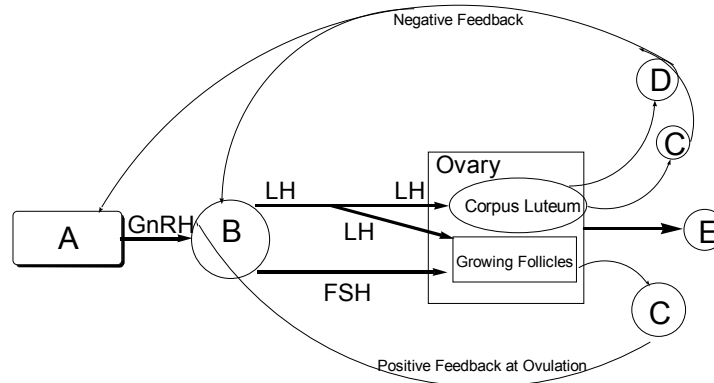 Negative Feedback
D
C
Ovary
LH
LH
Corpus Luteum
A
GnRH
B
LH
E
Growing Follicles
FSH
C
Positive Feedback at Ovulation